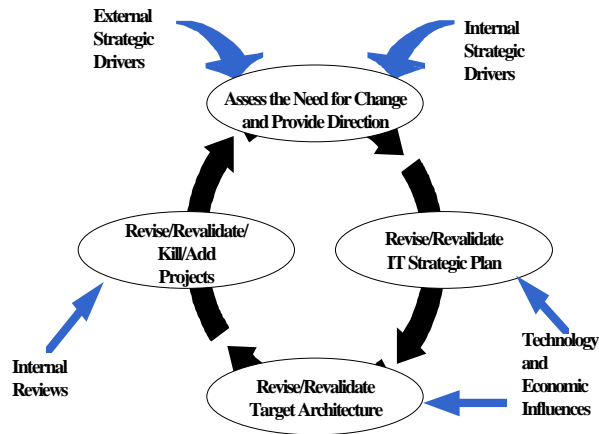 External
Strategic
Drivers
Internal
Strategic
Drivers
Assess the Need for Change
and Provide Direction
Revise/Revalidate/
Kill/Add
Projects
Revise/Revalidate
IT Strategic Plan
Internal
Reviews
Technology
and
Economic
Influences
Revise/Revalidate
Target Architecture